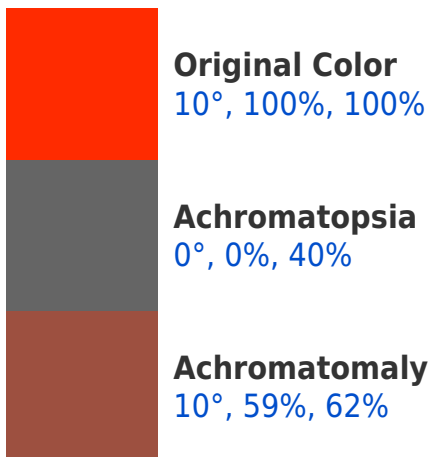 Original Color
10°, 100%, 100%
Achromatopsia
0°, 0%, 40%
Achromatomaly
10°, 59%, 62%